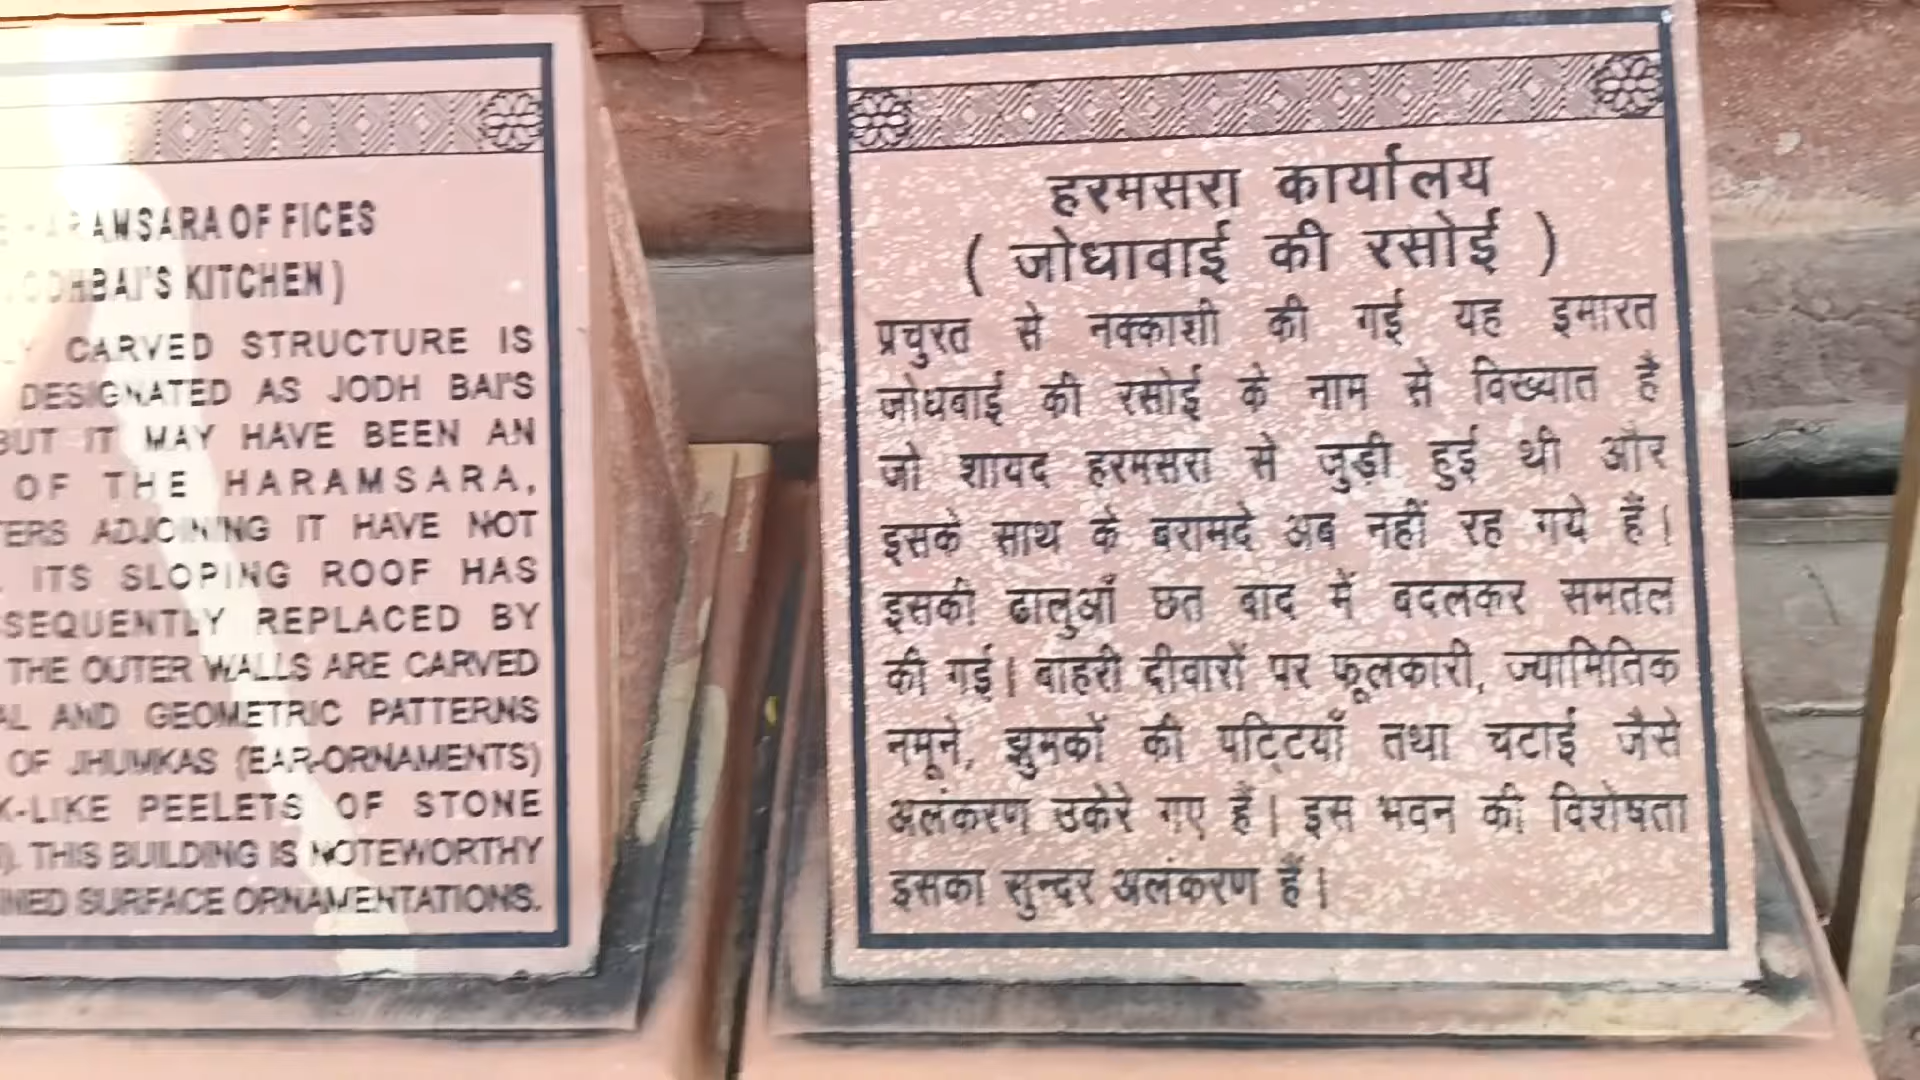 ARAMSARA OFFICES
JODHBAI'S KITCHEN)
CARVED STRUCTURE IS
DESIGNATED AS JODH BAI'S
BUT IT MAY HAVE BEEN AN
OF THE HARAMSARA,
ADJOINING IT HAVE NOT
ITS SLOPING ROOF HAS
REPLACED BY
THE OUTER WALLS ARE CARVED
AND GEOMETRIC PATTERNS
OF JHUMKAS (EAR-ORNAMENTS)
K-LIKE PEELETS OF STONE
THIS BUILDING IS NOTEWORTHY
SURFACE ORNAMENTATIONS.
हरमसरा कार्यालय
( जोधावाई की रसोई )
प्रचुरत से नक्काशी की गई यह इमारत
जोधबाई की रसोई के नाम से विख्यात है
जो शायद हरमसरा से जुड़ी हुई थी और
इसके साथ के बरामदे अब नहीं रह गये हैं।
इसकी ढालुआँ छत बाद में बदलकर समतल
की गई। बाहरी दीवारों पर फूलकारी, ज्यामितिक
नमूने, झुमकों की पट्टियाँ तथा चटाई जैसे
अलंकरण उकेरे गए हैं। इस भवन की विशेषता
इसका सुन्दर अलंकरण हैं।